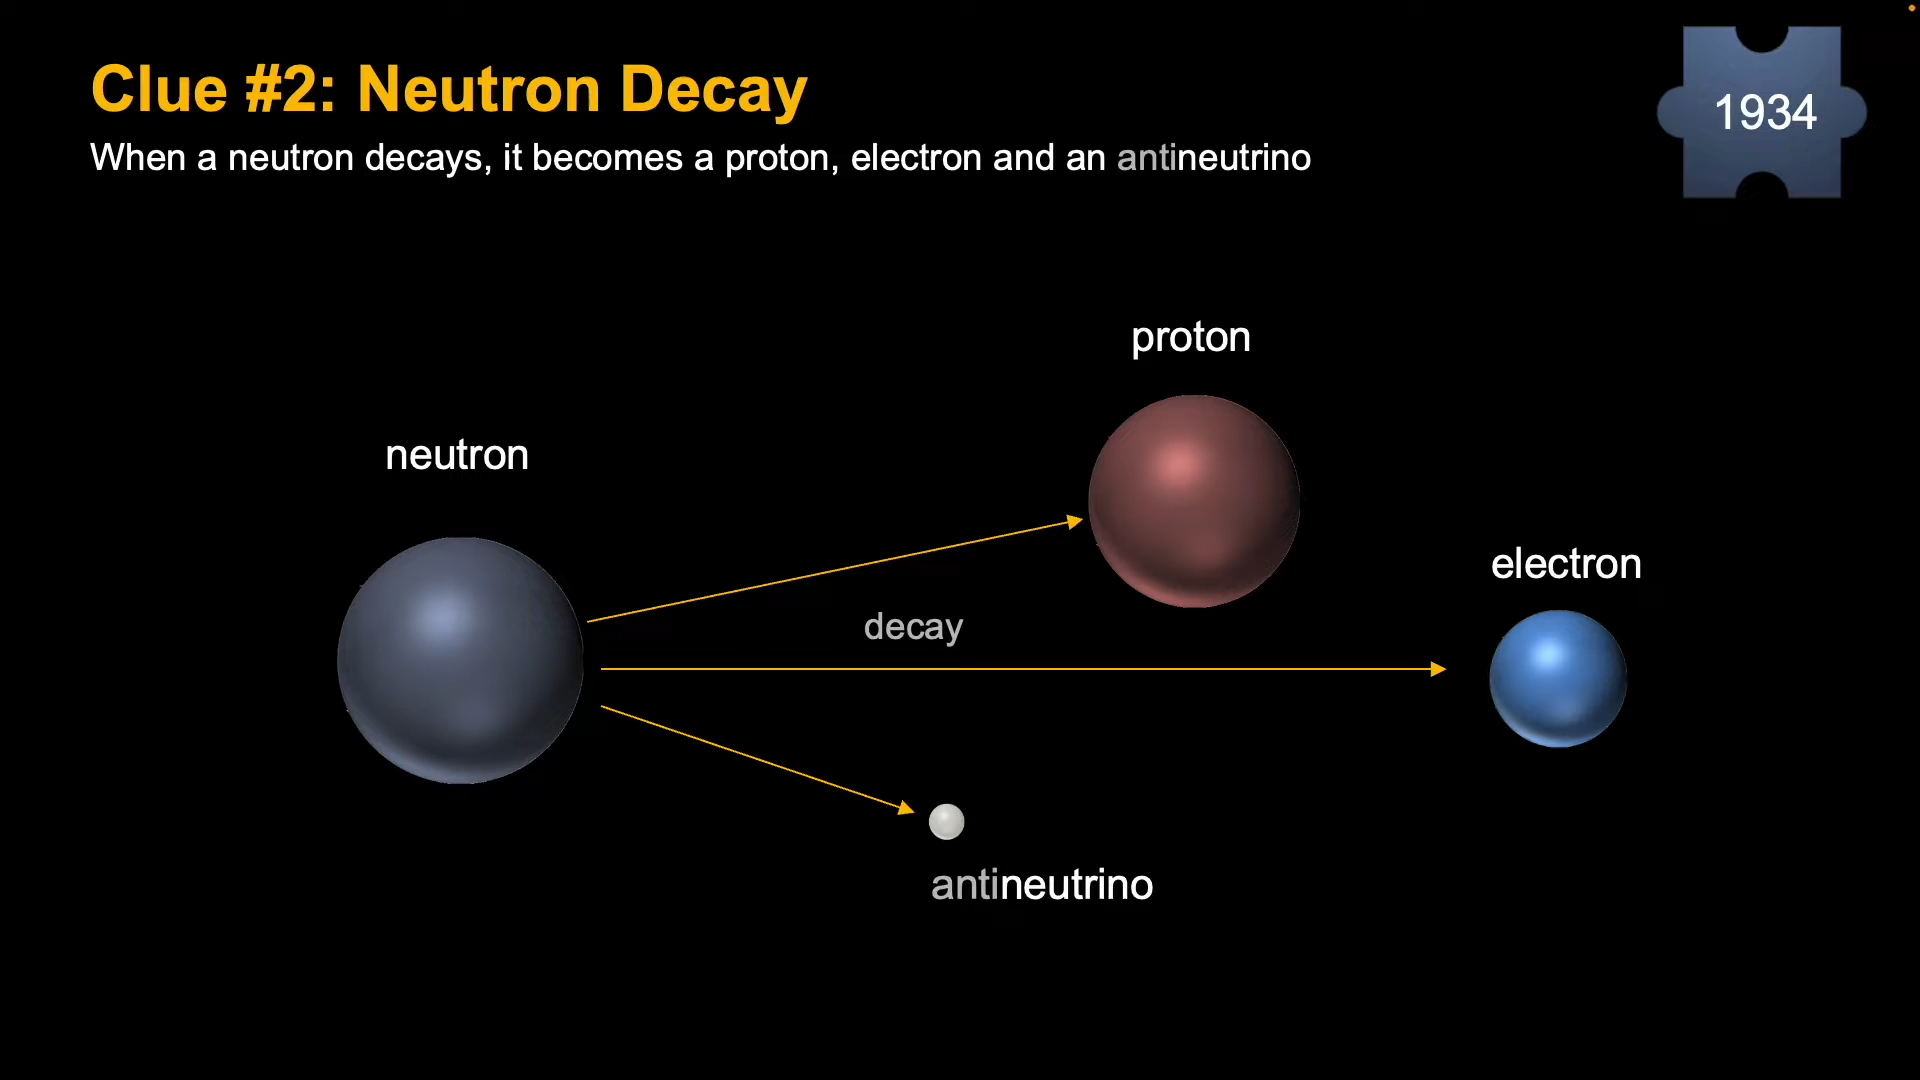 Clue #2: Neutron Decay
1934
When a neutron decays, it becomes a proton, electron and an antineutrino
proton
neutron
electron
decay
antineutrino